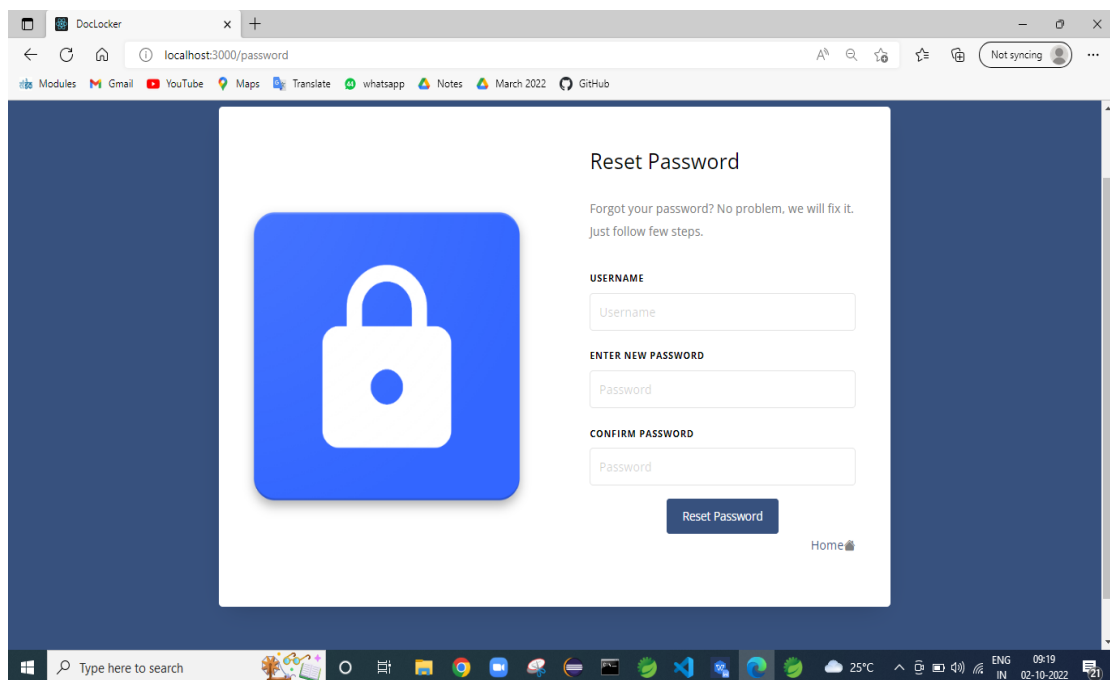 DocLocker
localhost:3000/password
Not syncing
Modules
Gmail
YouTube
Maps
Translate
whatsapp
Notes
March 2022
GitHub
Reset Password
Forgot your password? No problem, we will fix it.
Just follow few steps.
USERNAME
Username
ENTER NEW PASSWORD
Password
CONFIRM PASSWORD
Password
Reset Password
Home
Type here to search
25°C
ENG
IN
09:19
02-10-2022
21